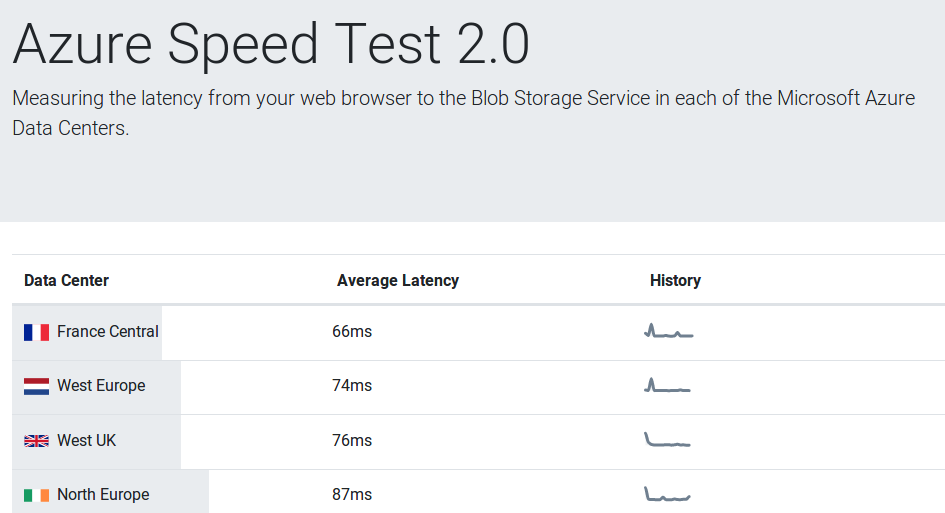 Azure Speed Test 2.0
Measuring the latency from your web browser to the Blob Storage Service in each of the Microsoft Azure
Data Centers.
Data Center Average Latency History
France Central 66ms
West Europe 74ms
West UK 76ms
North Europe 87ms